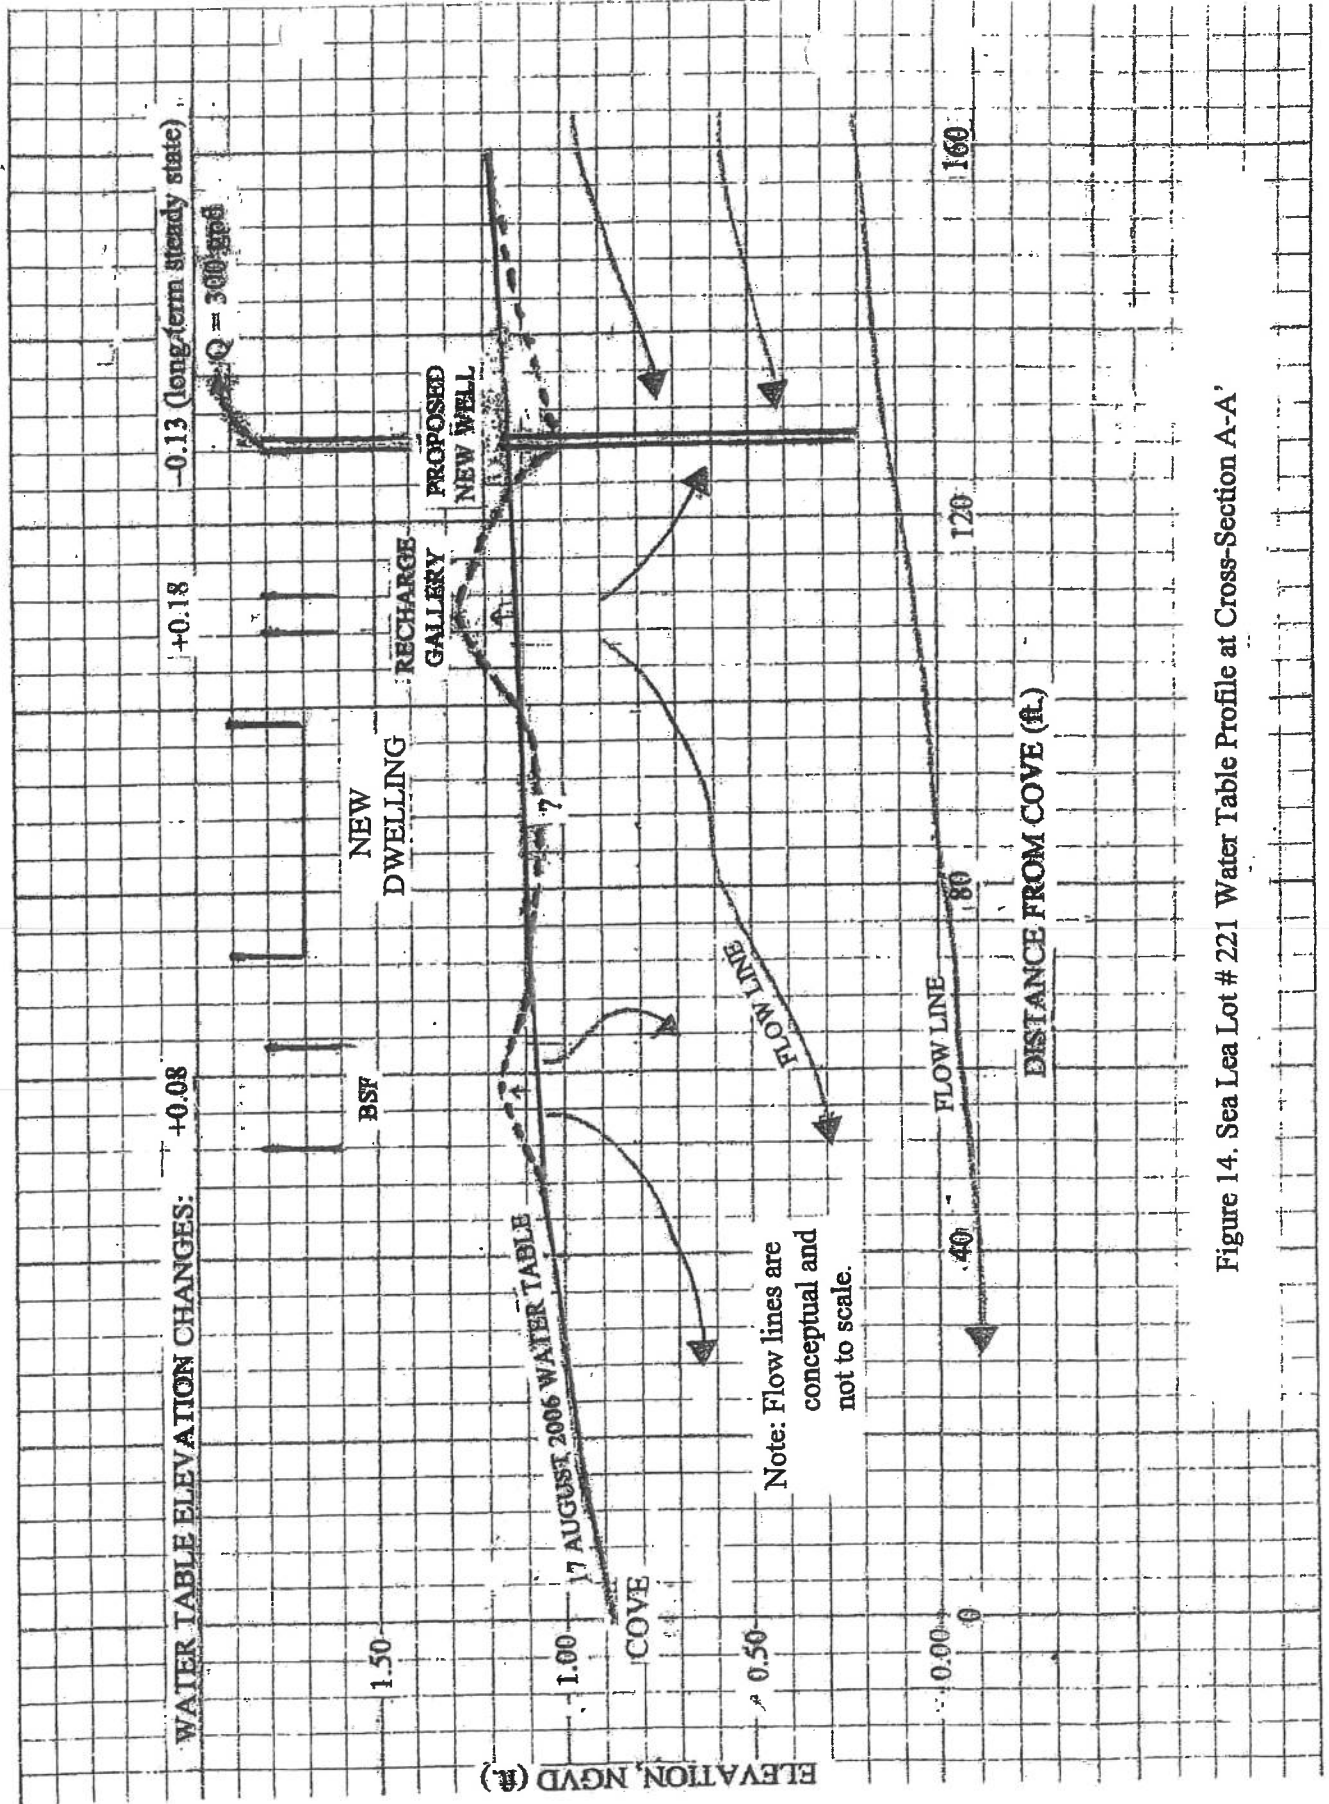 WATER TABLE ELEVATION CHANGES:
+0.08
+0.18
-0.13 (long term steady state)
Q = 300 gpd
BSF
NEW
DWELLING
RECHARGE-
GALLERY
PROPOSED
NEW WELL
1.50
1.00
0.50
0.00
ELEVATION, NGVD (ft.)
17 AUGUST 2006 WATER TABLE
COVE
?
FLOW LINE
FLOW LINE
Note: Flow lines are
conceptual and
not to scale.
0
40
80
120
160
DISTANCE FROM COVE (ft.)
Figure 14. Sea Lea Lot # 221 Water Table Profile at Cross-Section A-A'